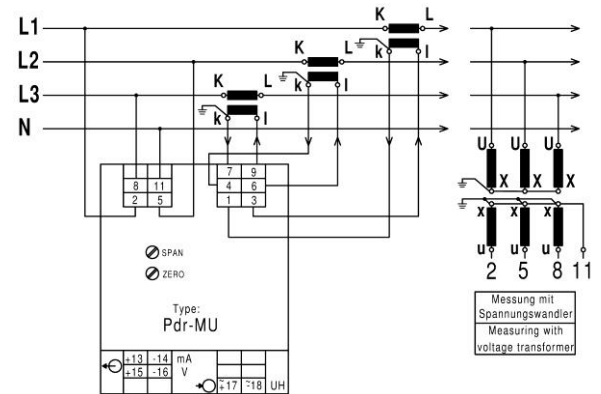 L1 K L
k l
L2 K L
k l
L3 K L
k l
N
7 9
8 11 4 6
2 5 1 3
U U U
X X X
x x x
u u u
2 5 8 11
SPAN
ZERO
Type:
Pdr-MU
+13 -14 mA
+15 -16 V
~+17 ~-18 UH
Messung mit
Spannungswandler
Measuring with
voltage transformer